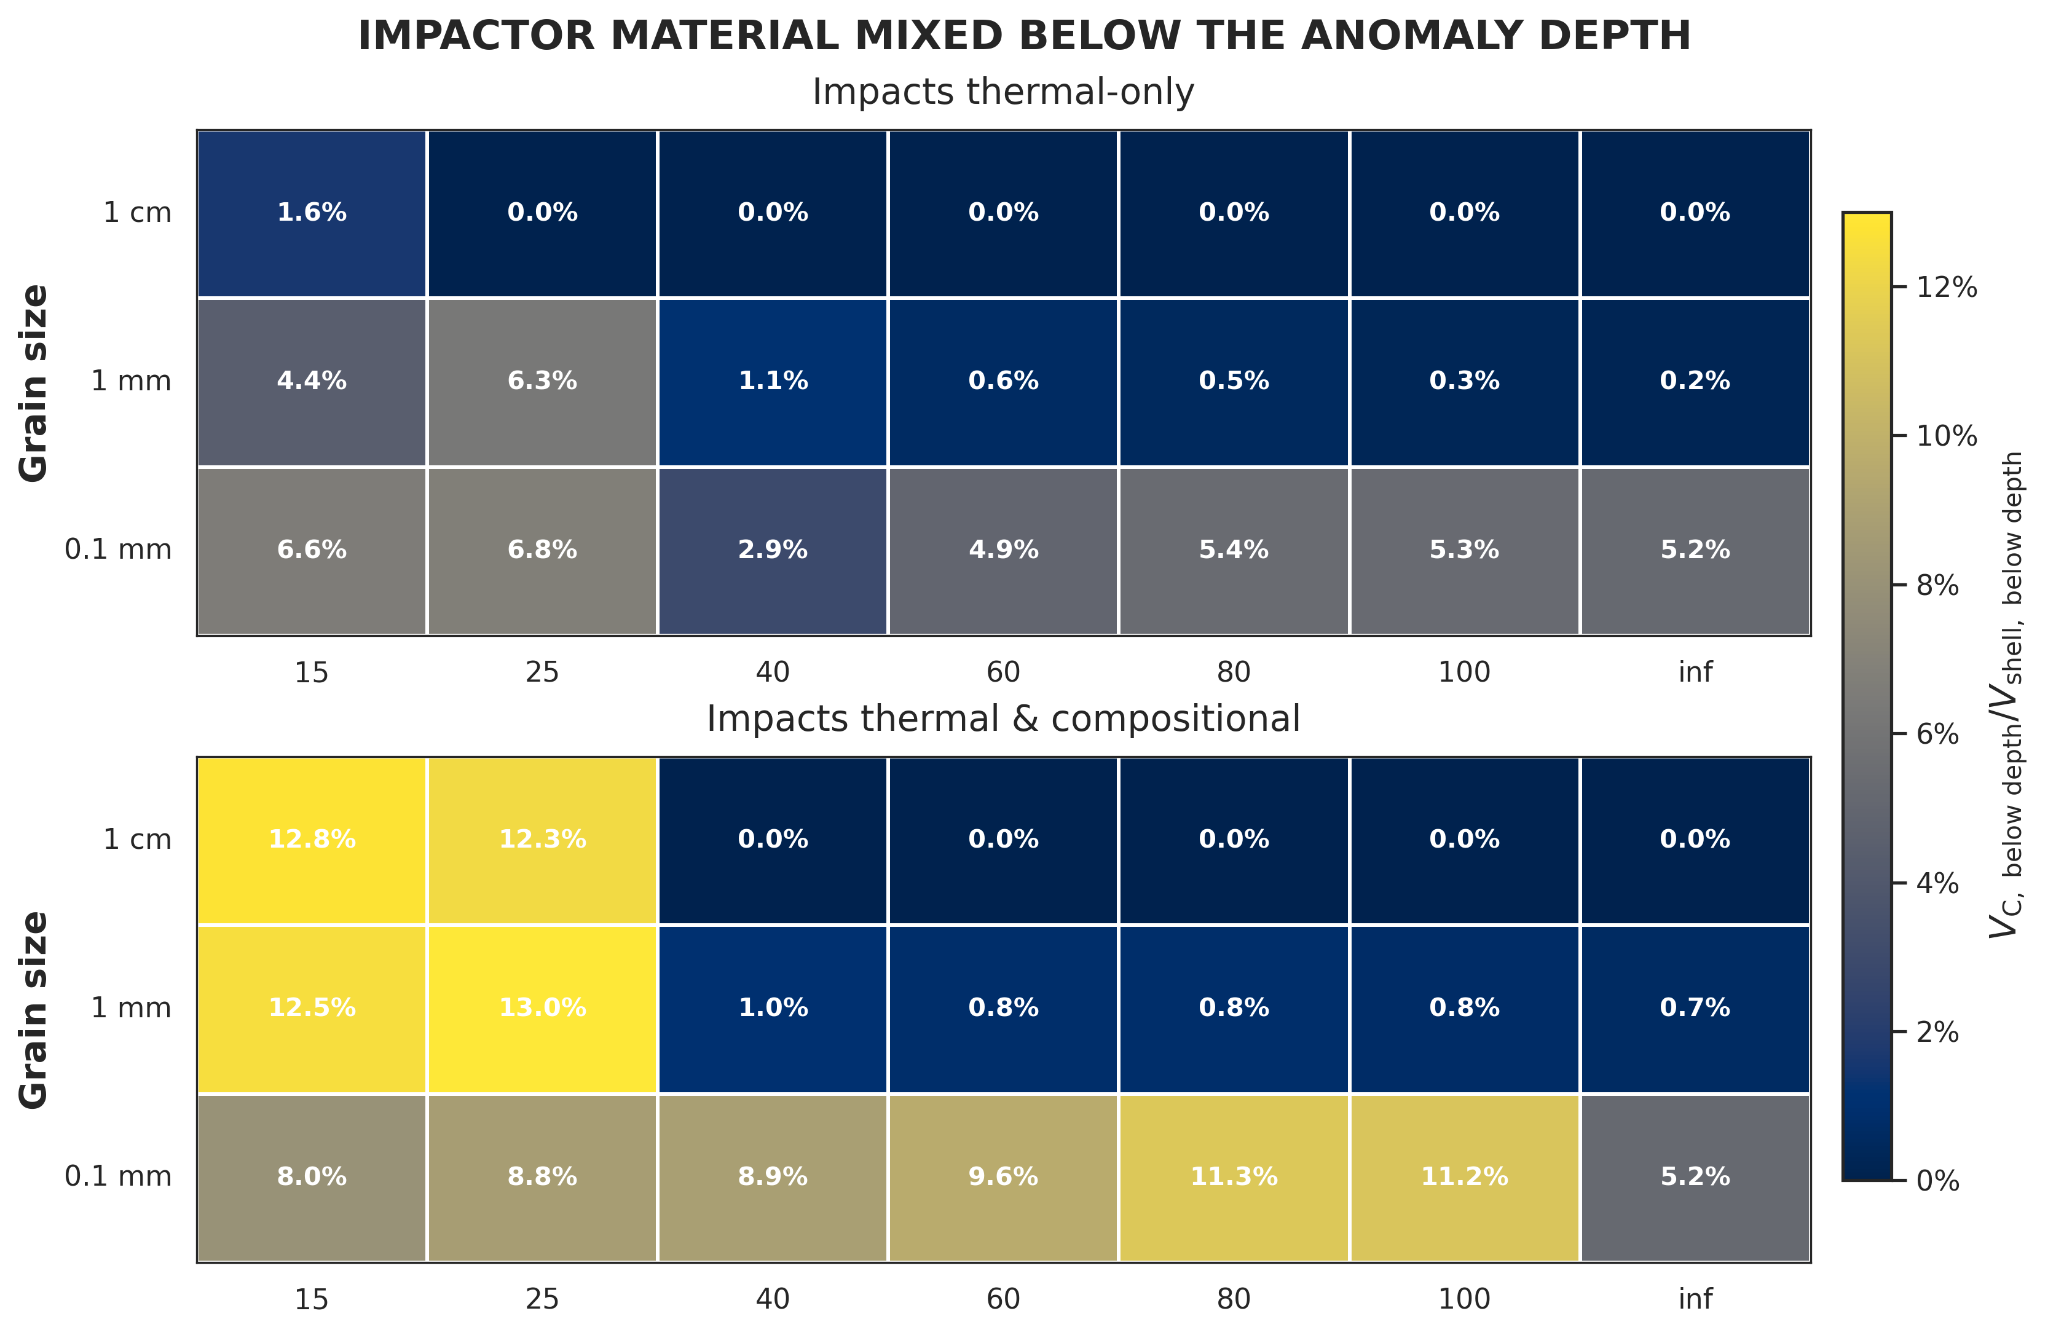 IMPACTOR MATERIAL MIXED BELOW THE ANOMALY DEPTH
Impacts thermal-only
Grain size
1 cm 1.6% 0.0% 0.0% 0.0% 0.0% 0.0% 0.0%
1 mm 4.4% 6.3% 1.1% 0.6% 0.5% 0.3% 0.2%
0.1 mm 6.6% 6.8% 2.9% 4.9% 5.4% 5.3% 5.2%
15 25 40 60 80 100 inf
Impacts thermal & compositional
Grain size
1 cm 12.8% 12.3% 0.0% 0.0% 0.0% 0.0% 0.0%
1 mm 12.5% 13.0% 1.0% 0.8% 0.8% 0.8% 0.7%
0.1 mm 8.0% 8.8% 8.9% 9.6% 11.3% 11.2% 5.2%
15 25 40 60 80 100 inf
12%
10%
8%
6%
4%
2%
0%
VC, below depth/Vshell, below depth